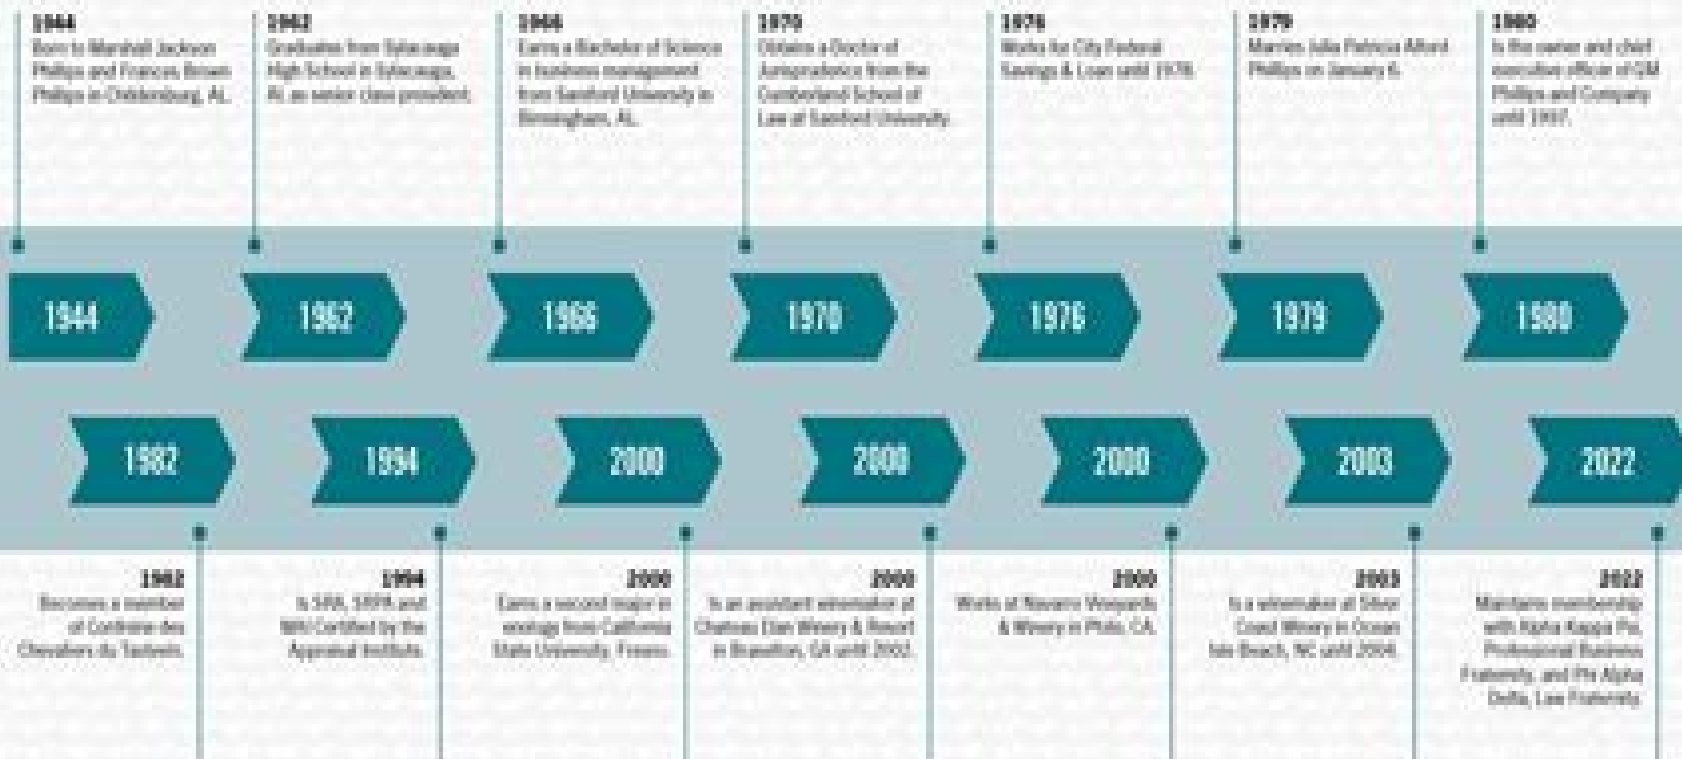 1944
Born to Marshall Jackson
Phillips and Frances Brown
Phillips in Childersburg, AL.
1962
Graduates from Sylacauga
High School in Sylacauga,
AL as senior class president.
1966
Earns a Bachelor of Science
in business management
from Samford University in
Birmingham, AL.
1970
Obtains a Doctor of
Jurisprudence from the
Cumberland School of
Law at Samford University.
1976
Works for City Federal
Savings & Loan until 1978.
1979
Marries Julia Patricia Alford
Phillips on January 6.
1980
Is the owner and chief
executive officer of GM
Phillips and Company
until 1997.
1944
1962
1966
1970
1976
1979
1980
1982
1994
2000
2000
2000
2003
2022
1982
Becomes a member
of Confrérie des
Chevaliers du Tastevin.
1994
Is SRA, SRPA and
MAI Certified by the
Appraisal Institute.
2000
Earns a second major in
enology from California
State University, Fresno.
2000
Is an assistant winemaker at
Chateau Elan Winery & Resort
in Braselton, GA until 2002.
2000
Works at Navarro Vineyards
& Winery in Philo, CA.
2003
Is a winemaker at Silver
Coast Winery in Ocean
Isle Beach, NC until 2004.
2022
Maintains membership
with Alpha Kappa Psi,
Professional Business
Fraternity, and Phi Alpha
Delta, Law Fraternity.